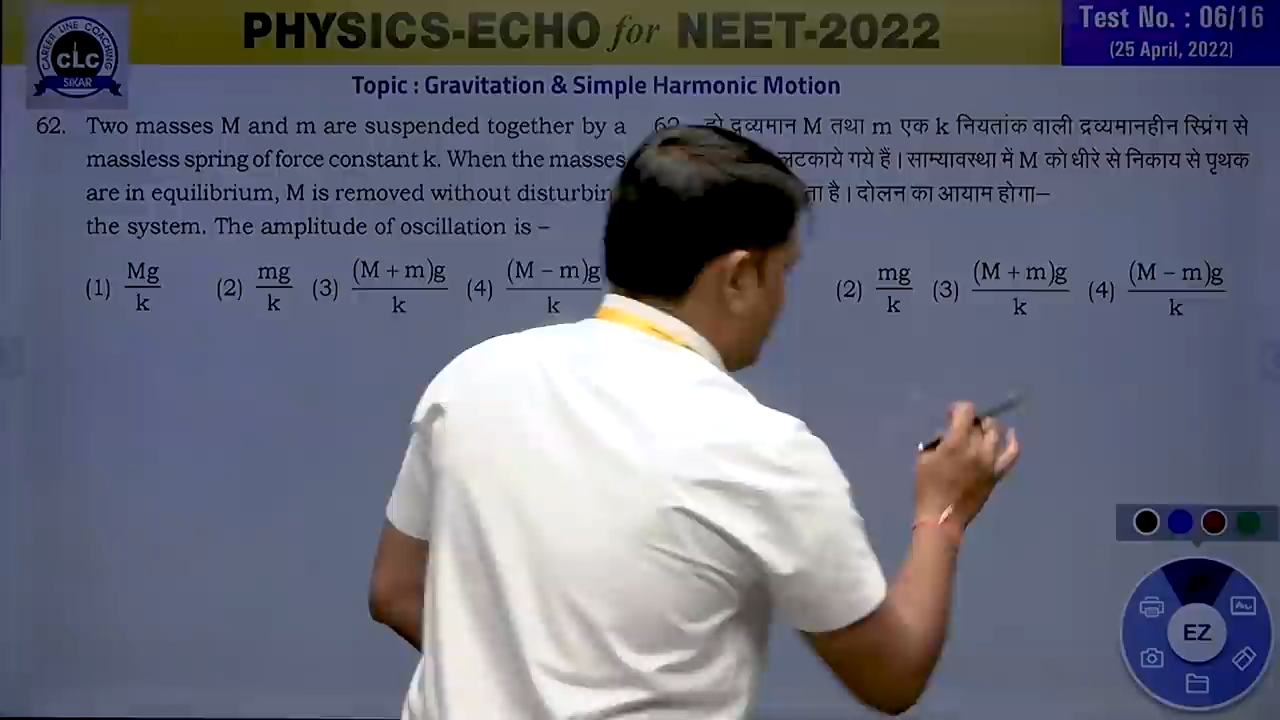 PHYSICS-ECHO for NEET-2022
Test No. : 06/16
(25 April, 2022)
CAREER LINE COACHING
CLC
SIKAR
Topic : Gravitation & Simple Harmonic Motion
62. Two masses M and m are suspended together by a
massless spring of force constant k. When the masses
are in equilibrium, M is removed without
the system. The amplitude of oscillation is –
(1) Mg/k (2) mg/k (3) (M + m)g/k (4) (M – m)g/k
द्रव्यमान M तथा m एक k नियतांक वाली द्रव्यमानहीन स्प्रिंग से
लटकाये गये हैं। साम्यावस्था में M को धीरे से निकाय से पृथक
है। दोलन का आयाम होगा–
(2) mg/k (3) (M + m)g/k (4) (M – m)g/k
EZ